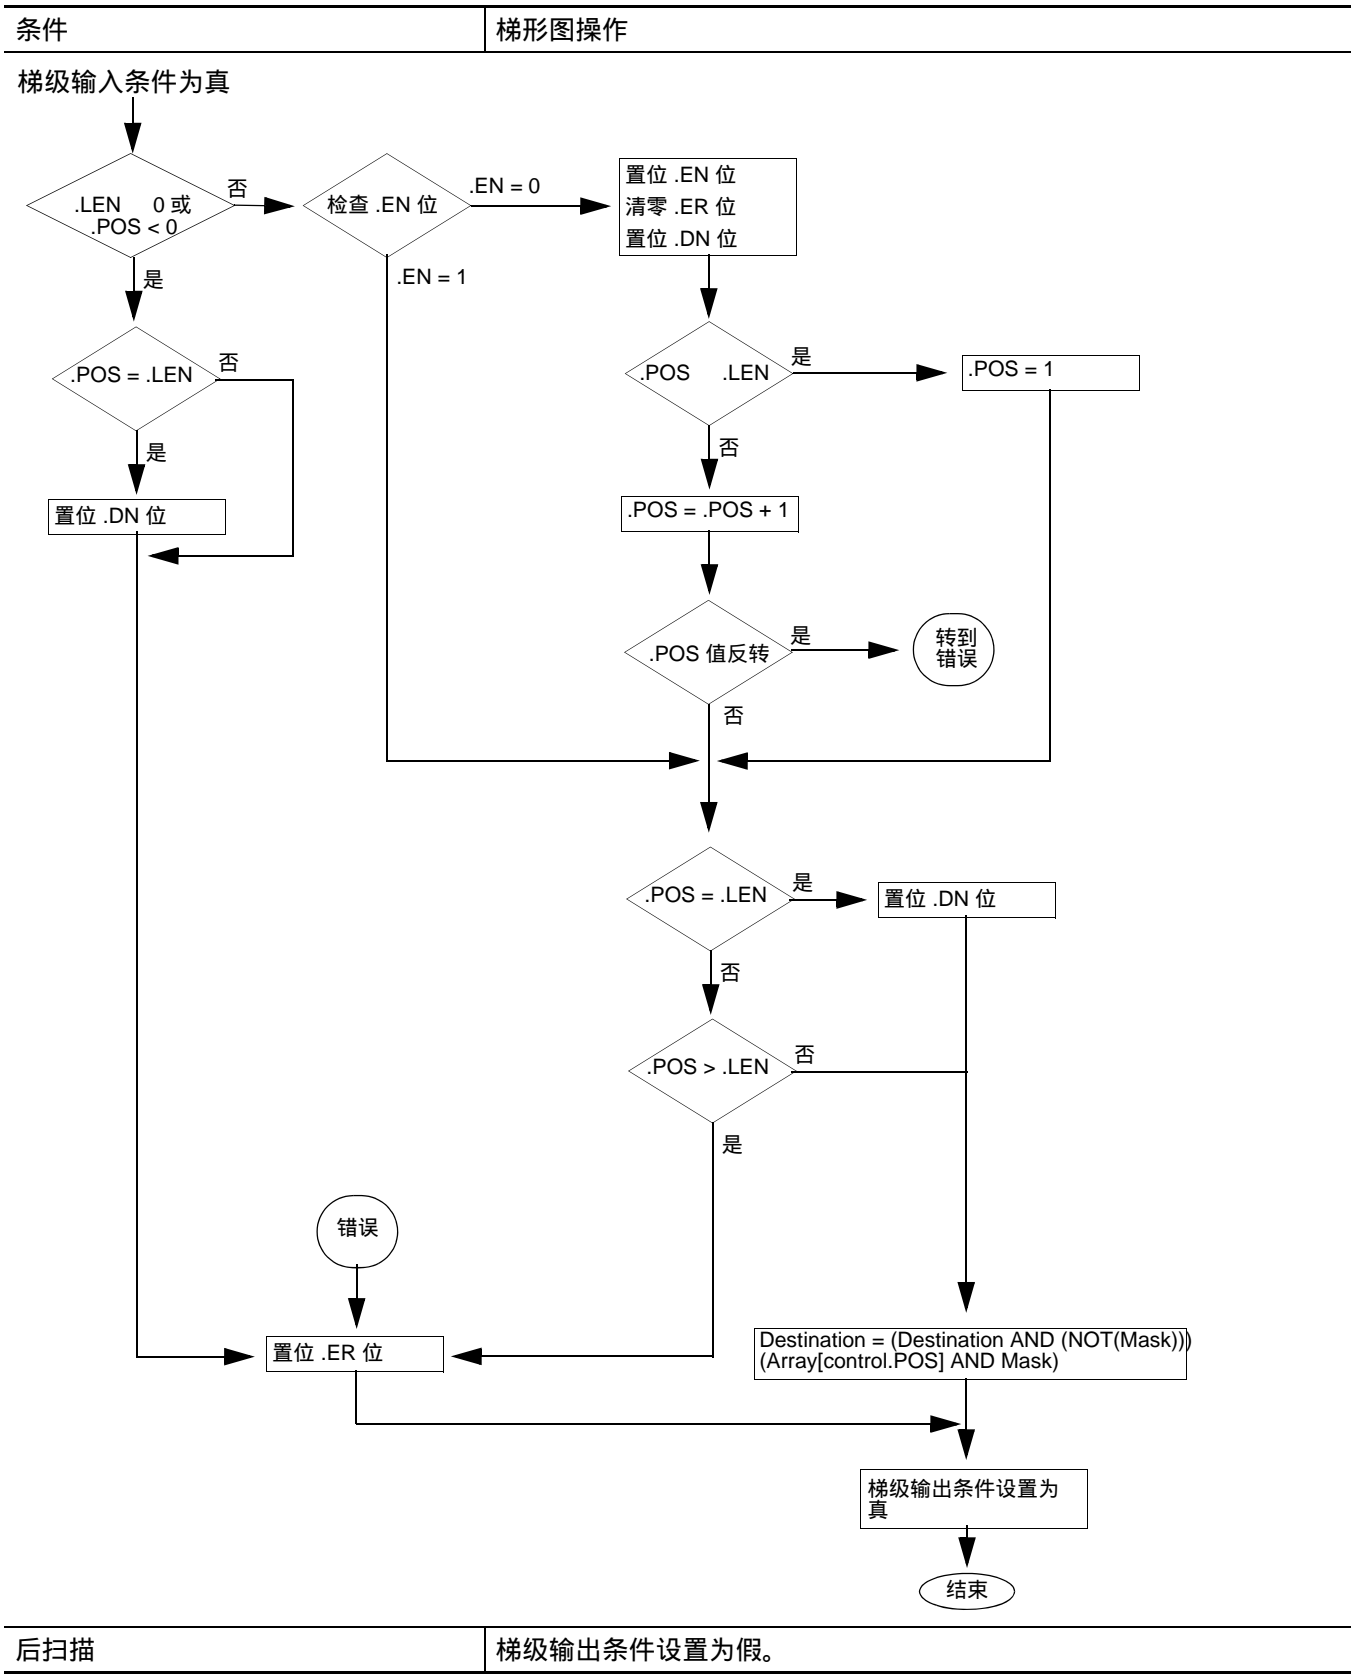 条件
梯形图操作
梯级输入条件为真
.LEN 0 或
.POS < 0
否
是
检查 .EN 位
.EN = 0
.EN = 1
置位 .EN 位
清零 .ER 位
置位 .DN 位
.POS = .LEN
否
是
置位 .DN 位
.POS .LEN
是
否
.POS = 1
.POS = .POS + 1
.POS 值反转
是
否
转到
错误
.POS = .LEN
是
否
置位 .DN 位
.POS > .LEN
否
是
错误
置位 .ER 位
Destination = (Destination AND (NOT(Mask)))
(Array[control.POS] AND Mask)
梯级输出条件设置为
真
结束
后扫描
梯级输出条件设置为假。